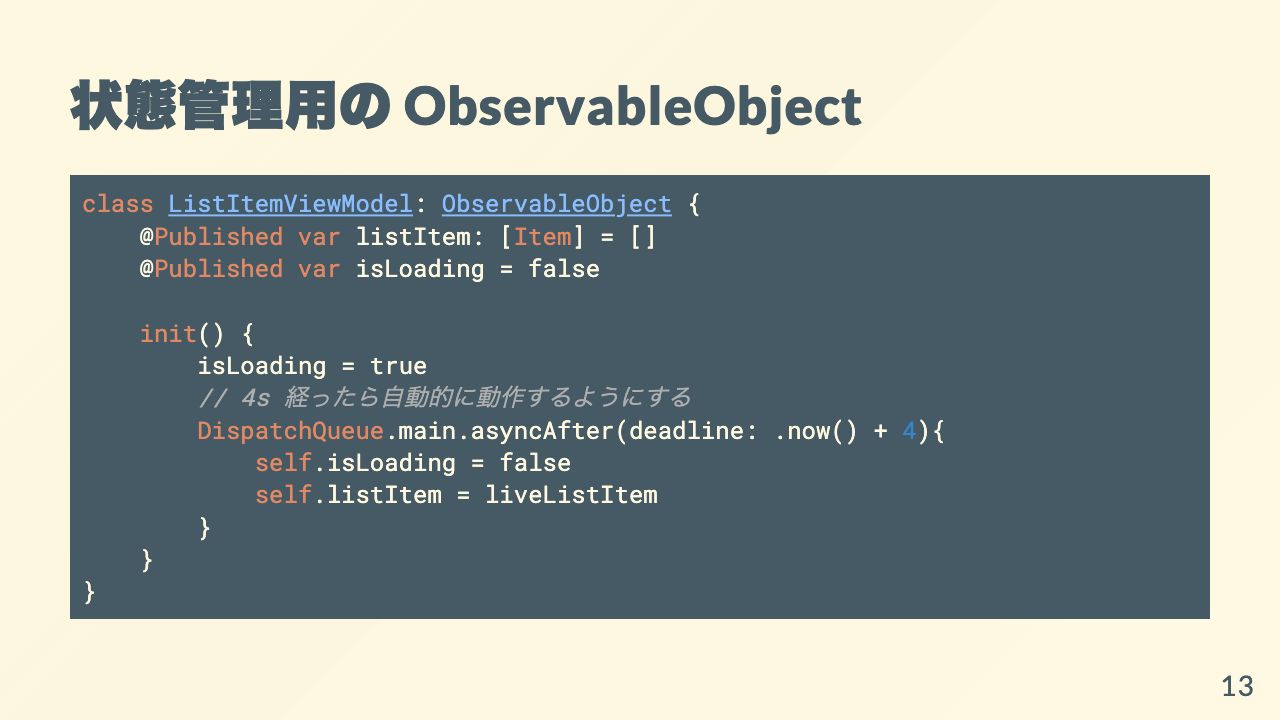 状態管理用の ObservableObject
class ListItemViewModel: ObservableObject {
    @Published var listItem: [Item] = []
    @Published var isLoading = false

    init() {
        isLoading = true
        // 4s 経ったら自動的に動作するようにする
        DispatchQueue.main.asyncAfter(deadline: .now() + 4){
            self.isLoading = false
            self.listItem = liveListItem
        }
    }
}
13